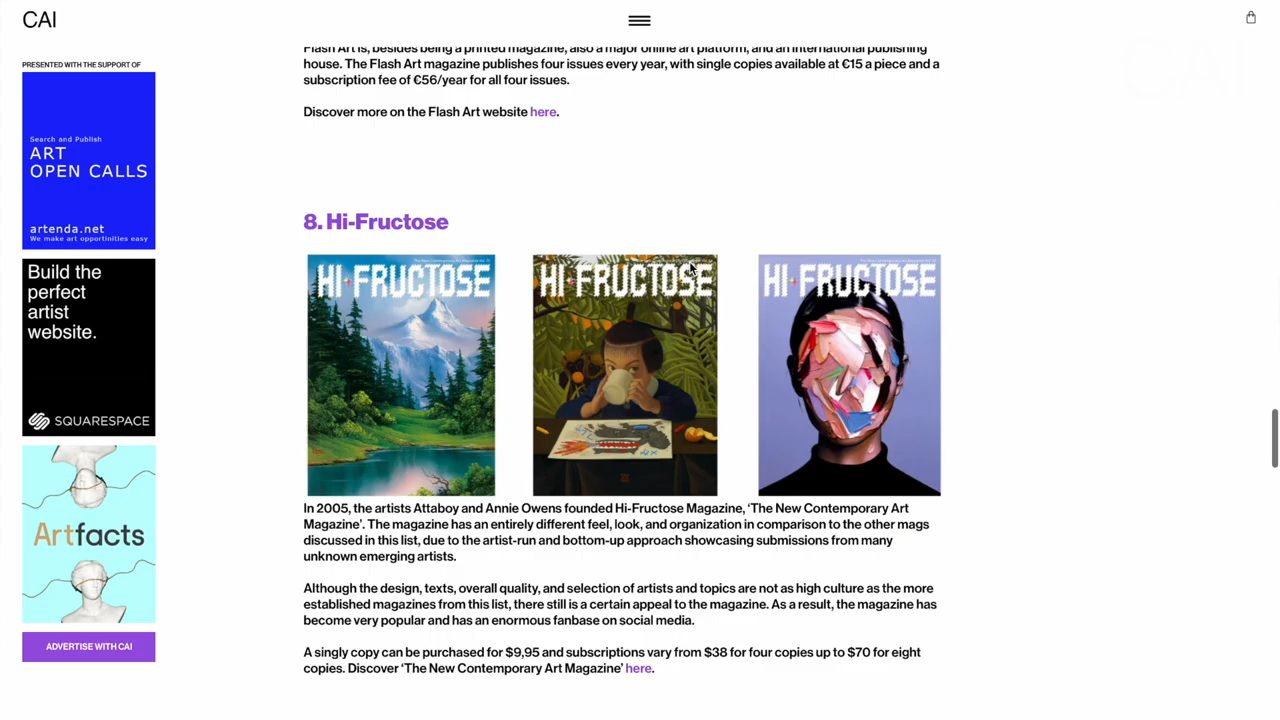 CAI
PRESENTED WITH THE SUPPORT OF
Search and Publish
ART
OPEN CALLS
artenda.net
We make art opportinities easy
Build the
perfect
artist
website.
SQUARESPACE
Artfacts
ADVERTISE WITH CAI
Flash Art is, besides being a printed magazine, also a major online art platform, and an international publishing
house. The Flash Art magazine publishes four issues every year, with single copies available at €15 a piece and a
subscription fee of €56/year for all four issues.
Discover more on the Flash Art website here.
8. Hi-Fructose
HI-FRUCTOSE
HI-FRUCTOSE
HI-FRUCTOSE
In 2005, the artists Attaboy and Annie Owens founded Hi-Fructose Magazine, ‘The New Contemporary Art
Magazine’. The magazine has an entirely different feel, look, and organization in comparison to the other mags
discussed in this list, due to the artist-run and bottom-up approach showcasing submissions from many
unknown emerging artists.
Although the design, texts, overall quality, and selection of artists and topics are not as high culture as the more
established magazines from this list, there still is a certain appeal to the magazine. As a result, the magazine has
become very popular and has an enormous fanbase on social media.
A singly copy can be purchased for $9,95 and subscriptions vary from $38 for four copies up to $70 for eight
copies. Discover ‘The New Contemporary Art Magazine’ here.